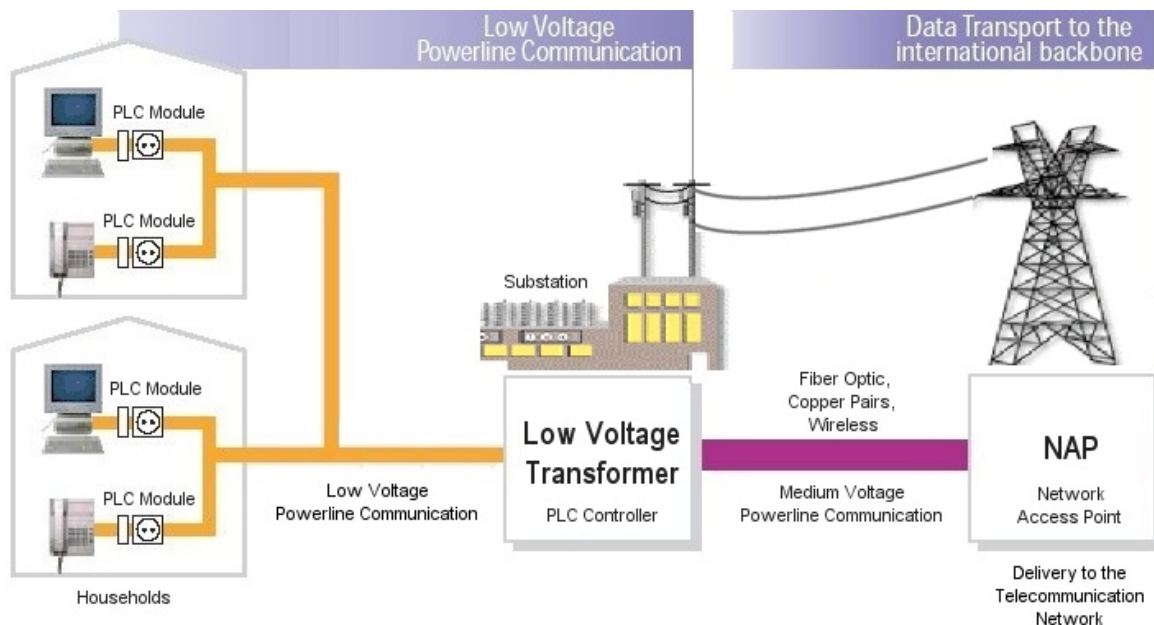 Low Voltage
Powerline Communication
Data Transport to the
international backbone
PLC Module
PLC Module
Substation
PLC Module
PLC Module
Households
Low Voltage
Powerline Communication
Low Voltage
Transformer
PLC Controller
Fiber Optic,
Copper Pairs,
Wireless
Medium Voltage
Powerline Communication
NAP
Network
Access Point
Delivery to the
Telecommunication
Network